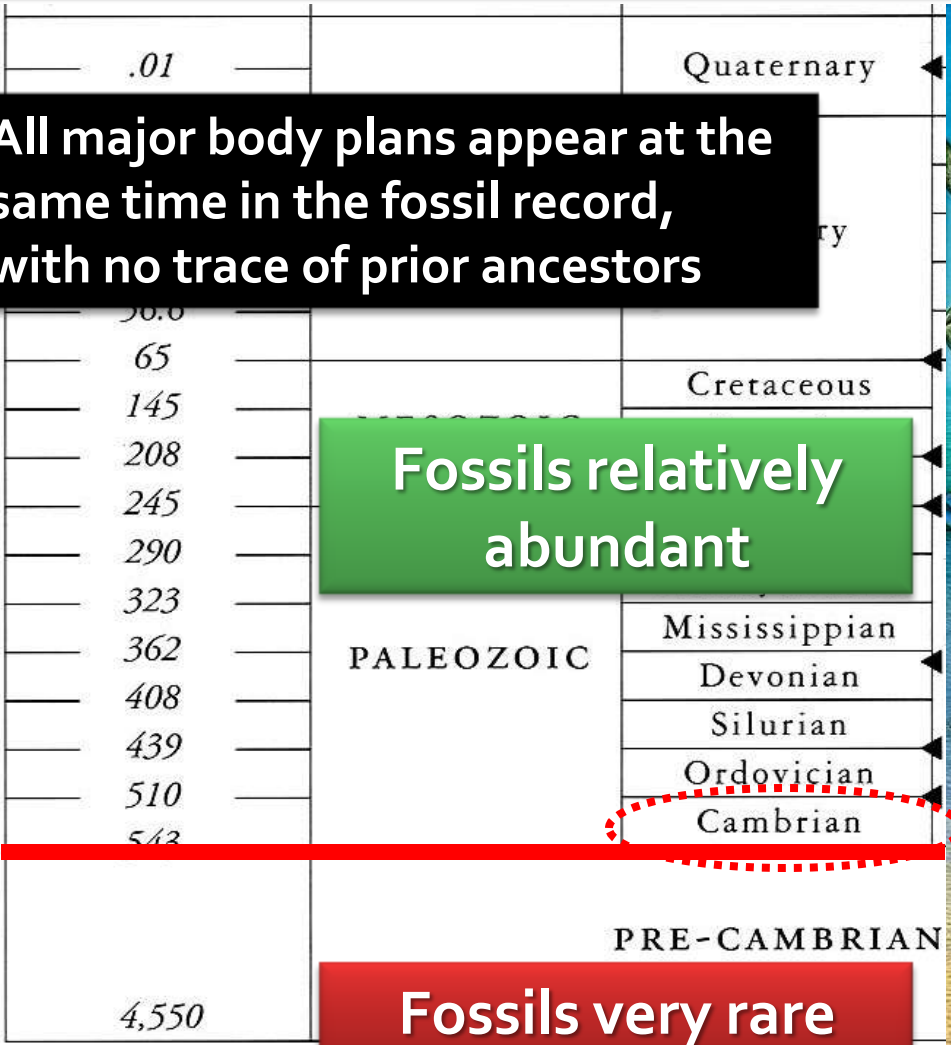 .01
Quaternary
All major body plans appear at the
same time in the fossil record,
with no trace of prior ancestors
ry
65
Cretaceous
145
208
Fossils relatively
abundant
245
290
323
Mississippian
362
PALEOZOIC
Devonian
408
Silurian
439
Ordovician
510
Cambrian
543
PRE-CAMBRIAN
4,550
Fossils very rare